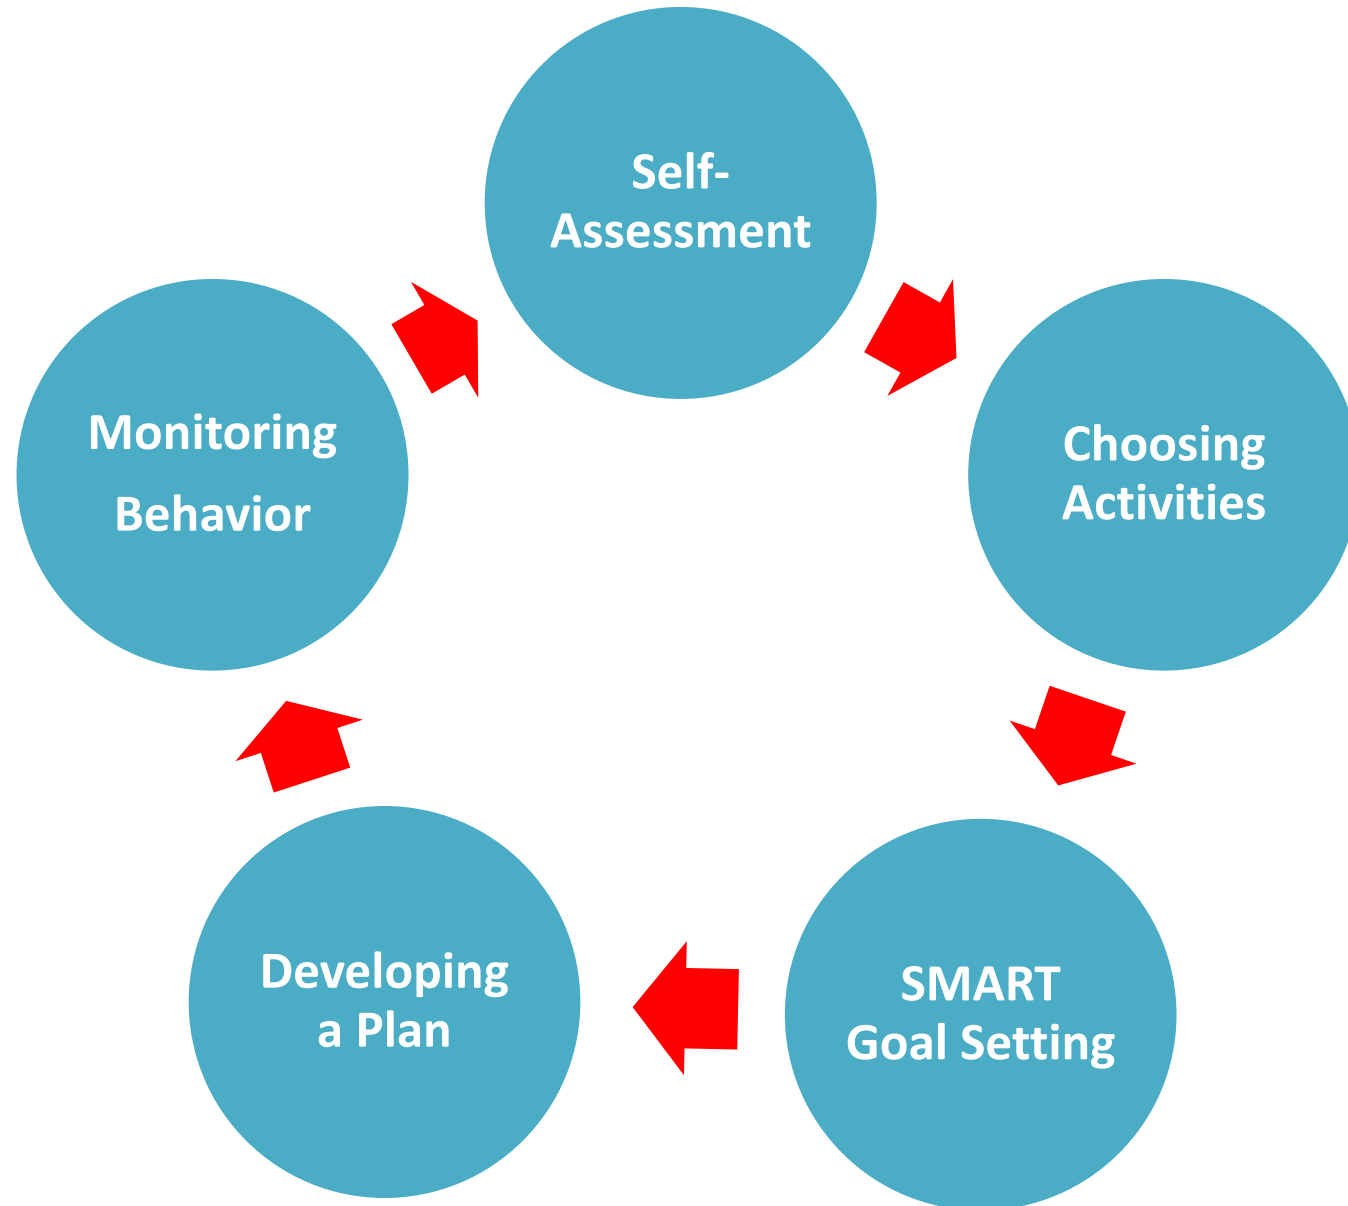 Self-
Assessment
Choosing
Activities
SMART
Goal Setting
Developing
a Plan
Monitoring
Behavior